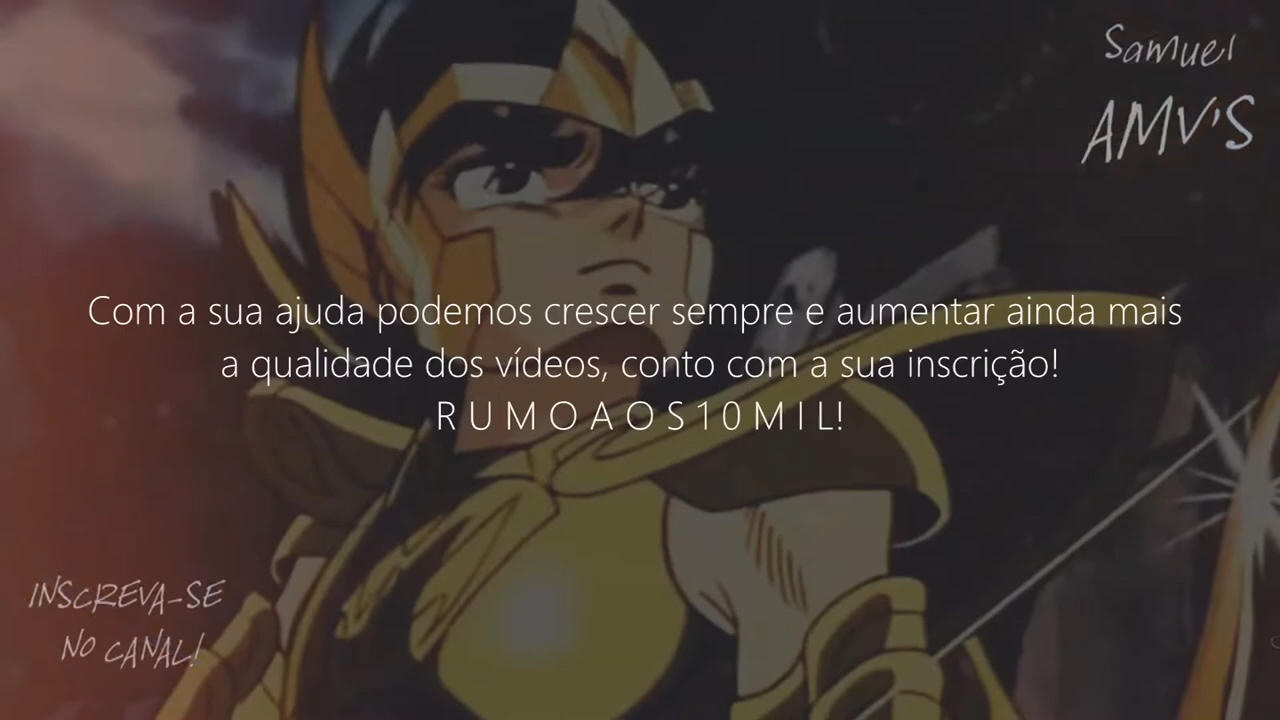 Samuel
AMV'S
Com a sua ajuda podemos crescer sempre e aumentar ainda mais
a qualidade dos vídeos, conto com a sua inscrição!
R U M O A O S 1 0 M I L!
INSCREVA-SE
NO CANAL!